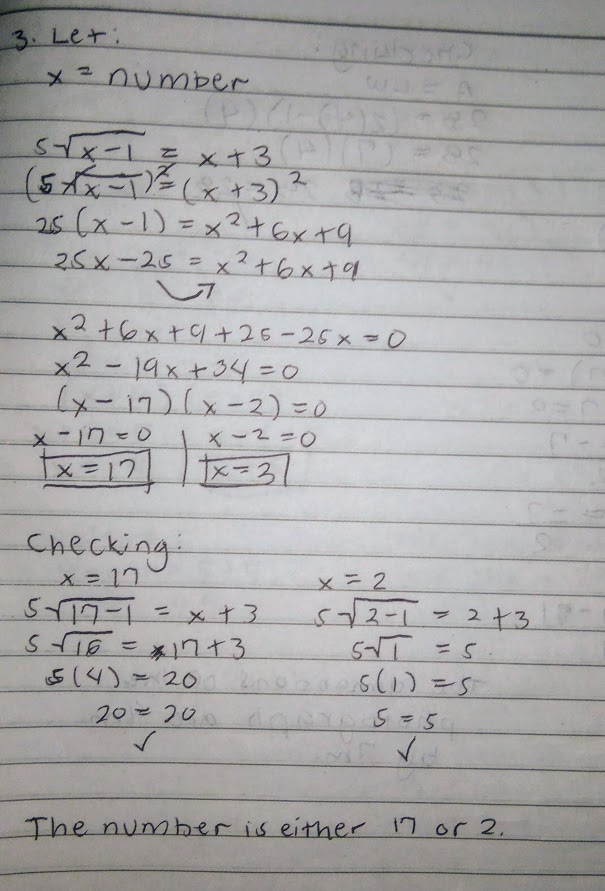 3. Let:
x = number
5√(x-1) = x+3
(5√(x-1))² = (x+3)²
25(x-1) = x²+6x+9
25x-25 = x²+6x+9
x²+6x+9+25-25x=0
x²-19x+34=0
(x-17)(x-2)=0
x-17=0 | x-2=0
x=17 | x=3
Checking:
x=17 x=2
5√(17-1) = x+3 5√(2-1) = 2+3
5√16 = 17+3 5√1 = 5
5(4) = 20 5(1) = 5
20=20 5=5
✓ ✓
The number is either 17 or 2.